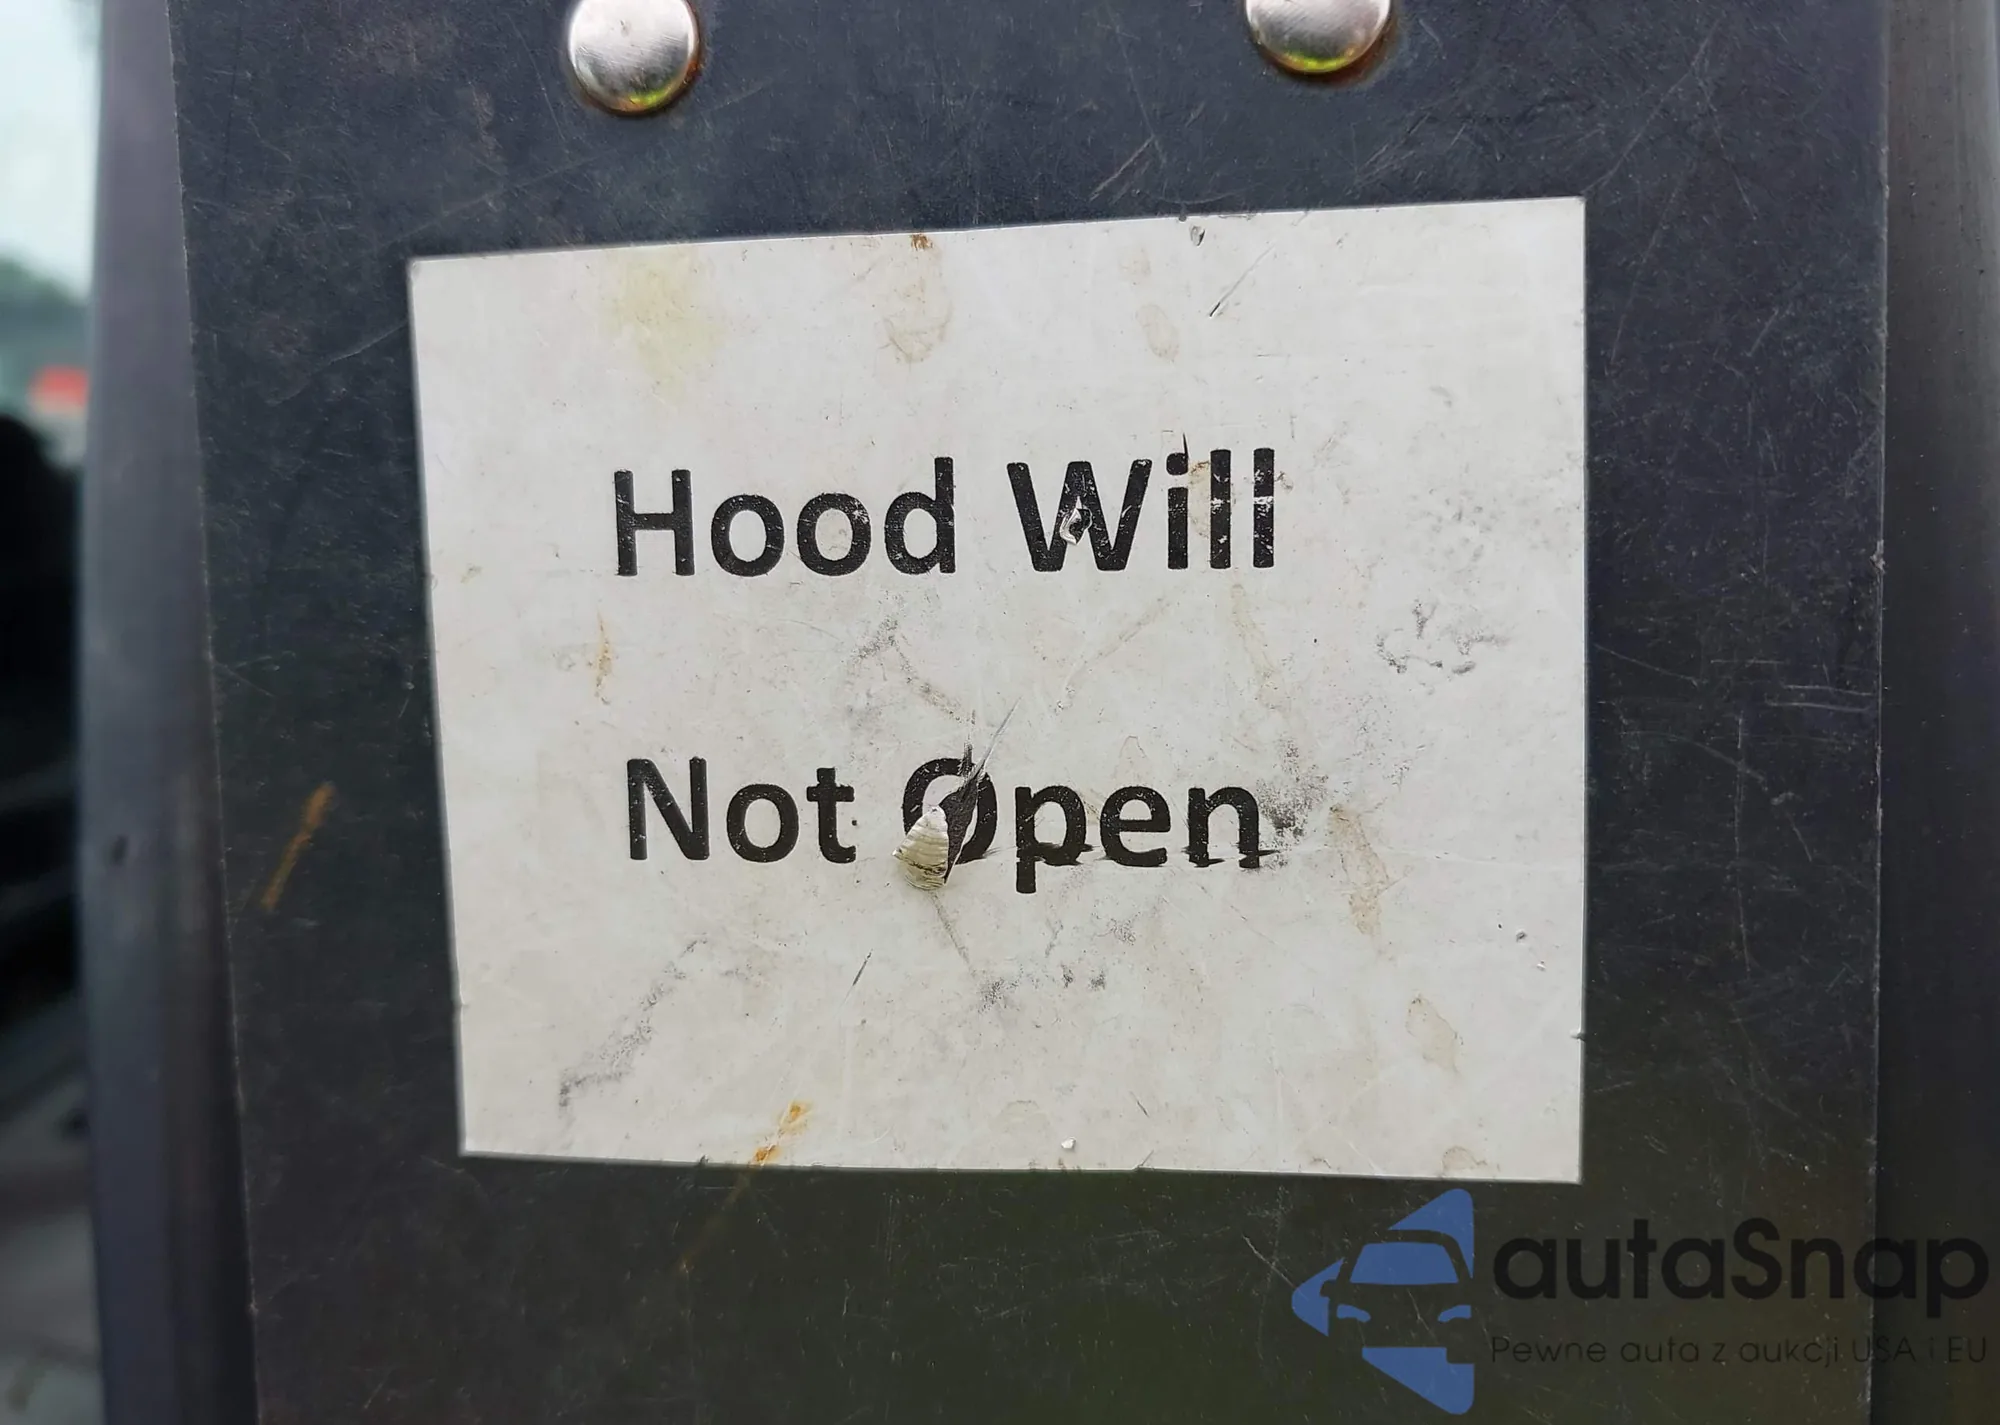 Hood Will
Not Open
autaSnap
Pewne auta z aukcji USA i EU